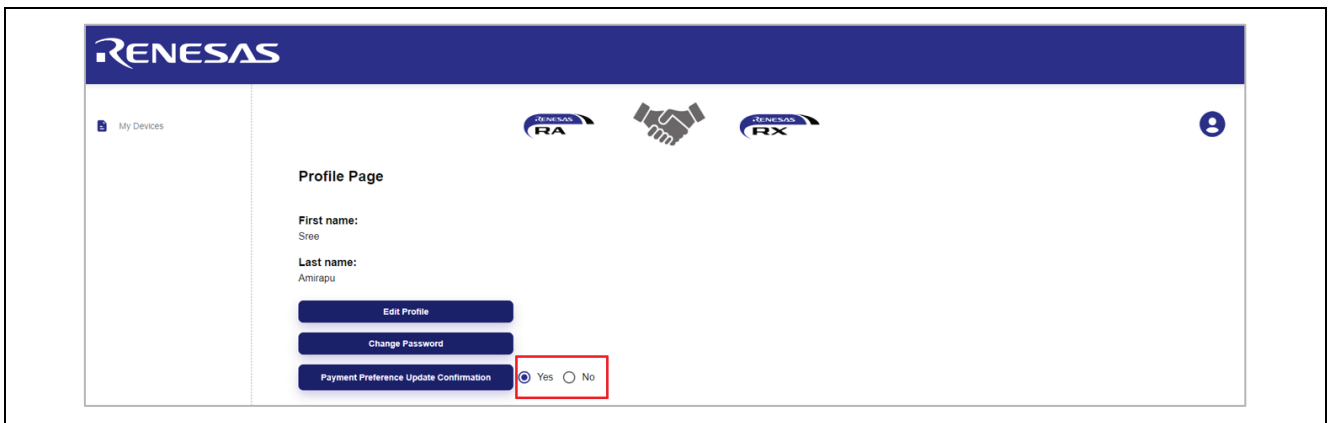 RENESAS
My Devices
RENESAS
RA
RENESAS
RX
Profile Page
First name:
Sree
Last name:
Amirapu
Edit Profile
Change Password
Payment Preference Update Confirmation Yes No